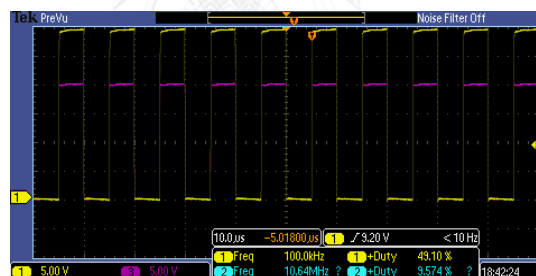 Tek PreVu Noise Filter Off
1
10.0µs -5.01800µs 1 / 9.20 V < 10 Hz
1 Freq 100.0kHz 1 +Duty 49.10 %
2 Freq 10.64MHz ? 2 +Duty 9.574 % ?
1 5.00 V 3 5.00 V 18:42:24